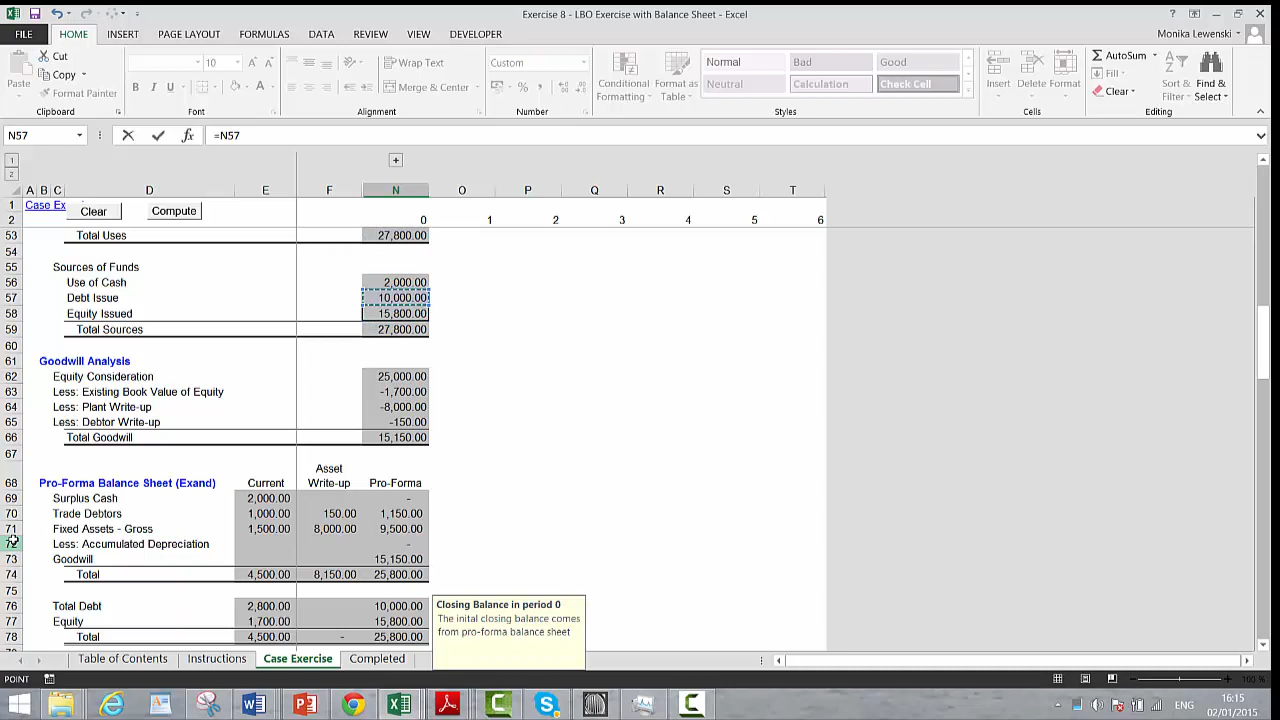 Exercise 8 - LBO Exercise with Balance Sheet - Excel
FILE HOME INSERT PAGE LAYOUT FORMULAS DATA REVIEW VIEW DEVELOPER Monika Lewenski
Cut Copy Format Painter Paste Clipboard
10 B I U Font
Wrap Text Merge & Center Alignment
Custom % , Number
Conditional Formatting Format as Table Normal Bad Good Neutral Calculation Check Cell Styles
Insert Delete Format Cells
AutoSum Fill Clear Sort & Filter Find & Select Editing
N57 fx =N57
1
2
A B C D E F N O P Q R S T
1 Case Ex Clear Compute
2 0 1 2 3 4 5 6
53 Total Uses 27,800.00
54
55 Sources of Funds
56 Use of Cash 2,000.00
57 Debt Issue 10,000.00
58 Equity Issued 15,800.00
59 Total Sources 27,800.00
60
61 Goodwill Analysis
62 Equity Consideration 25,000.00
63 Less: Existing Book Value of Equity -1,700.00
64 Less: Plant Write-up -8,000.00
65 Less: Debtor Write-up -150.00
66 Total Goodwill 15,150.00
67
Asset
68 Pro-Forma Balance Sheet (Exand) Current Write-up Pro-Forma
69 Surplus Cash 2,000.00 -
70 Trade Debtors 1,000.00 150.00 1,150.00
71 Fixed Assets - Gross 1,500.00 8,000.00 9,500.00
72 Less: Accumulated Depreciation -
73 Goodwill 15,150.00
74 Total 4,500.00 8,150.00 25,800.00
75
76 Total Debt 2,800.00 10,000.00
77 Equity 1,700.00 15,800.00
78 Total 4,500.00 - 25,800.00
Closing Balance in period 0
The inital closing balance comes
from pro-forma balance sheet
Table of Contents Instructions Case Exercise Completed
POINT 100 %
ENG 16:15
02/01/2015